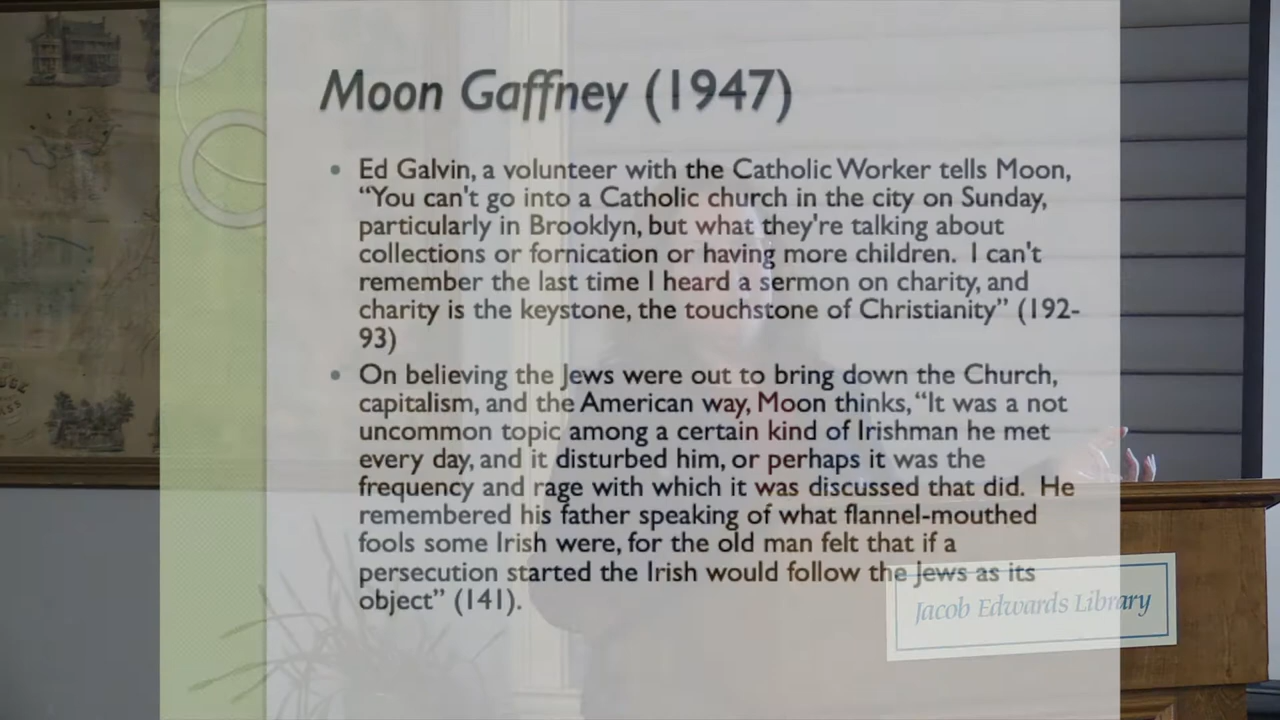 Moon Gaffney (1947)
• Ed Galvin, a volunteer with the Catholic Worker tells Moon,
“You can't go into a Catholic church in the city on Sunday,
particularly in Brooklyn, but what they're talking about
collections or fornication or having more children.  I can't
remember the last time I heard a sermon on charity, and
charity is the keystone, the touchstone of Christianity” (192-
93)
• On believing the Jews were out to bring down the Church,
capitalism, and the American way, Moon thinks, “It was a not
uncommon topic among a certain kind of Irishman he met
every day, and it disturbed him, or perhaps it was the
frequency and rage with which it was discussed that did.  He
remembered his father speaking of what flannel-mouthed
fools some Irish were, for the old man felt that if a
persecution started the Irish would follow the Jews as its
object” (141).
Jacob Edwards Library